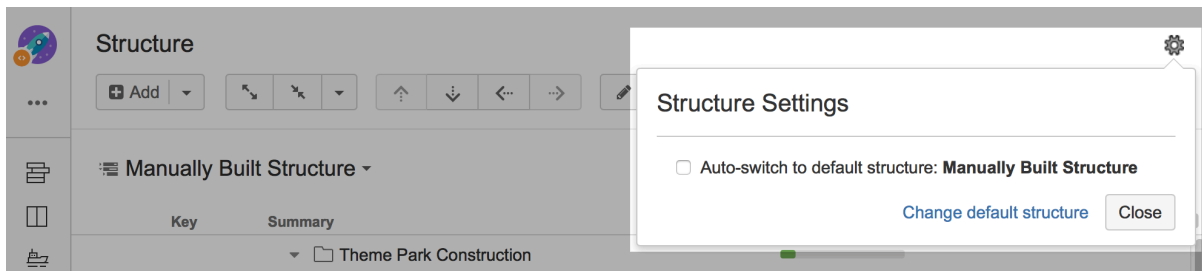 Structure
Add
Structure Settings
Manually Built Structure
Auto-switch to default structure: Manually Built Structure
Change default structure Close
Key Summary
Theme Park Construction